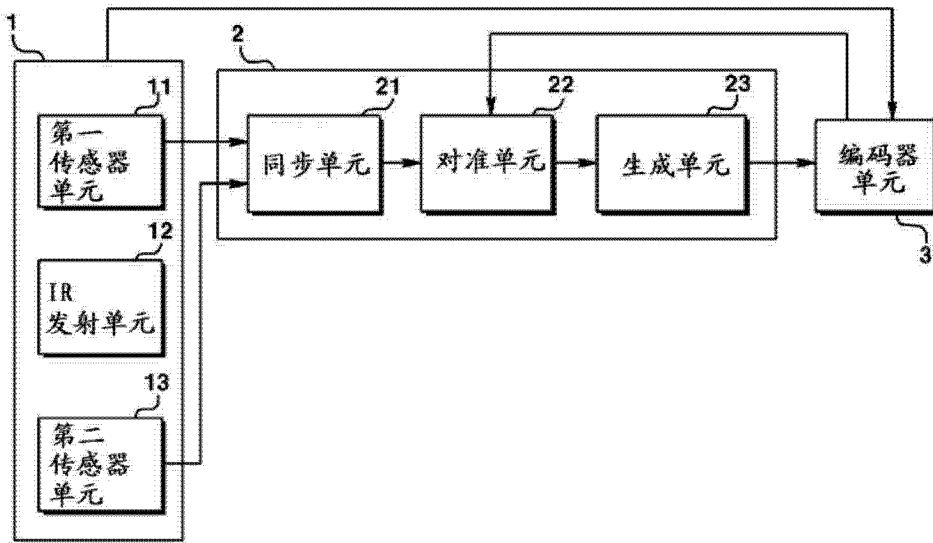 1
2
11
第一
传感器
单元
21
同步单元
22
对准单元
23
生成单元
编码器
单元
3
12
IR
发射单元
13
第二
传感器
单元